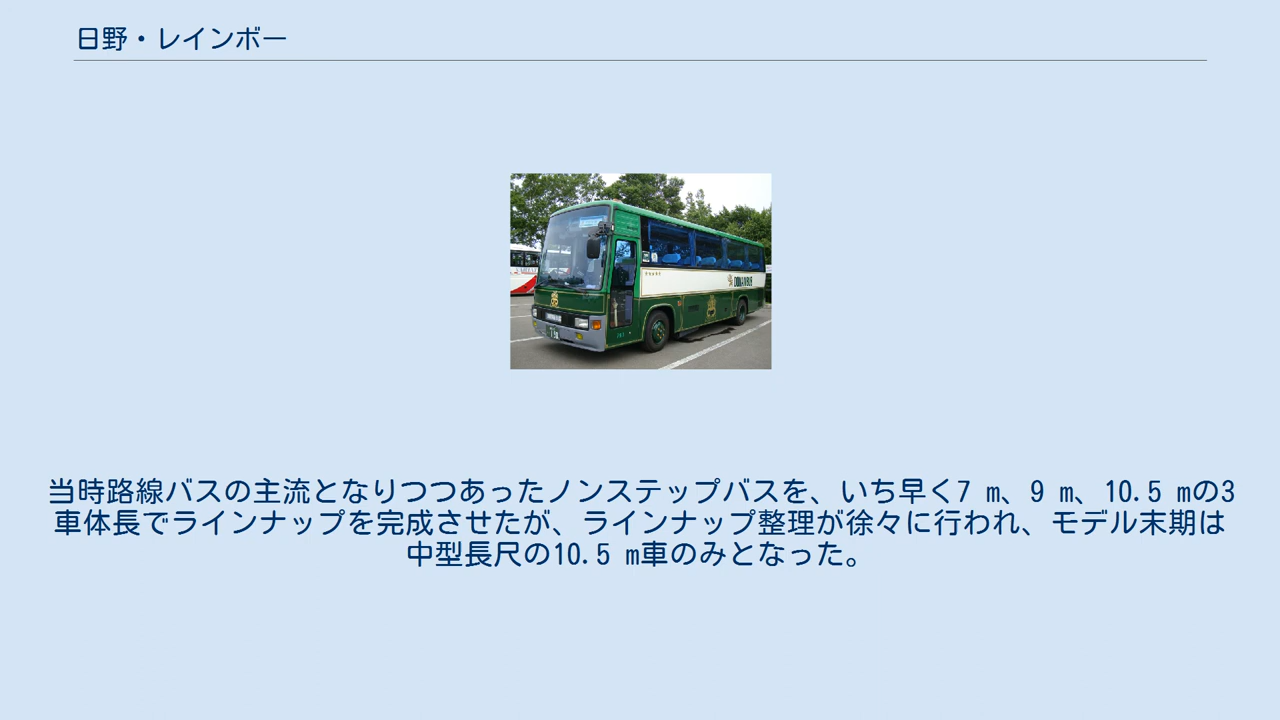 日野・レインボー
当時路線バスの主流となりつつあったノンステップバスを、いち早く7 m、9 m、10.5 mの3
車体長でラインナップを完成させたが、ラインナップ整理が徐々に行われ、モデル末期は
中型長尺の10.5 m車のみとなった。